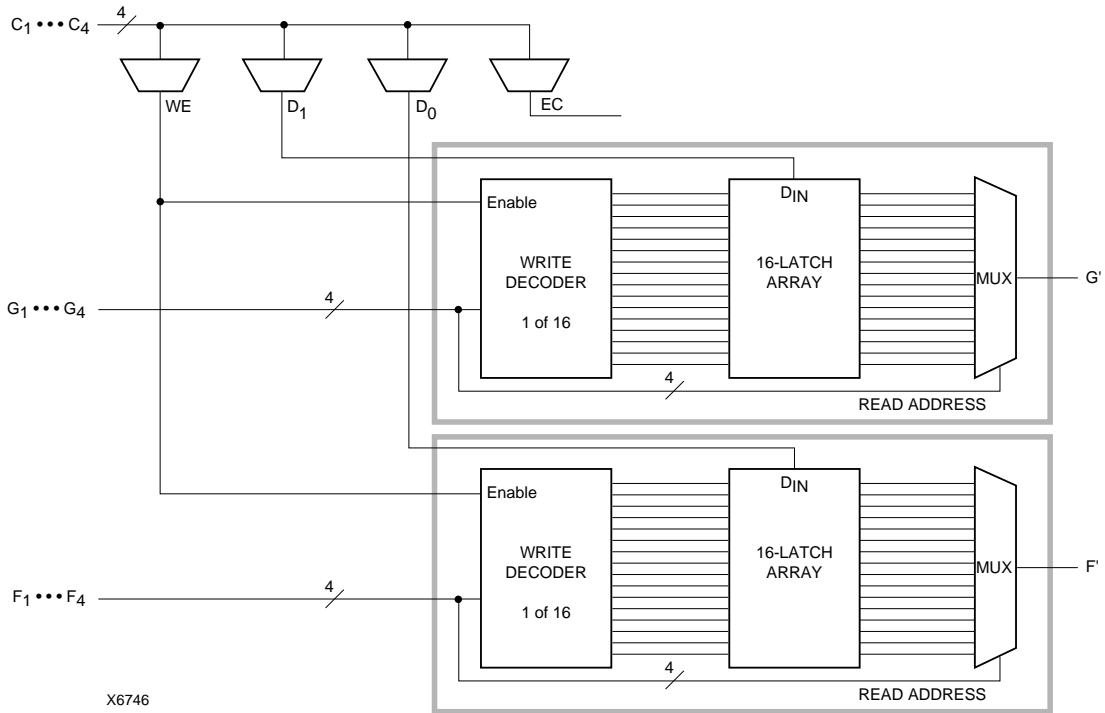 C1 ••• C4 4
WE D1 D0 EC
Enable DIN
WRITE
DECODER
1 of 16
16-LATCH
ARRAY
MUX G'
G1 ••• G4 4
4
READ ADDRESS
Enable DIN
WRITE
DECODER
1 of 16
16-LATCH
ARRAY
MUX F'
F1 ••• F4 4
4
READ ADDRESS
X6746